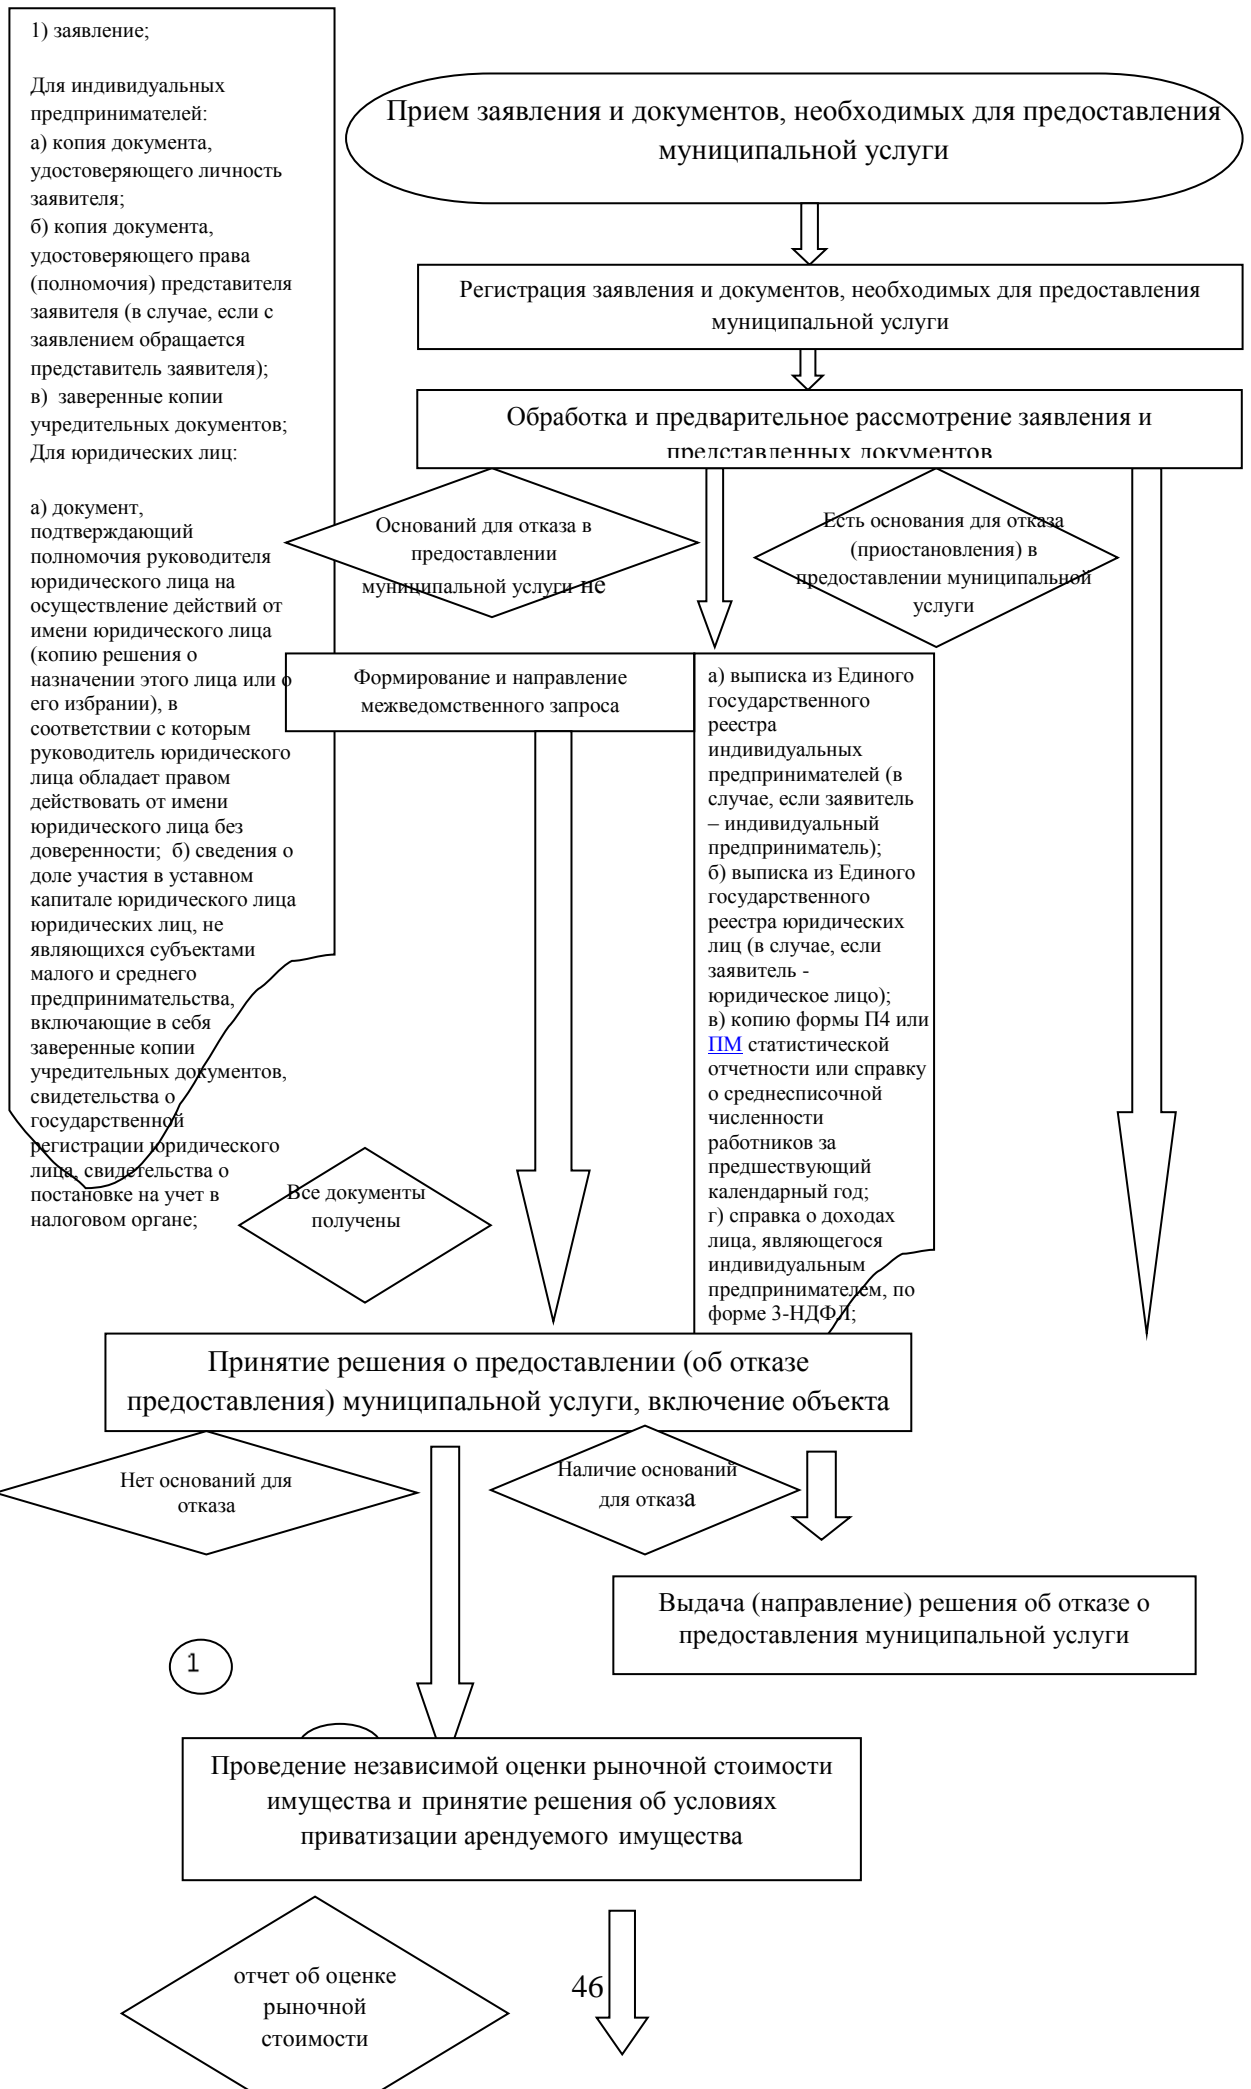 1) заявление;
Для индивидуальных
предпринимателей:
а) копия документа,
удостоверяющего личность
заявителя;
б) копия документа,
удостоверяющего права
(полномочия) представителя
заявителя (в случае, если с
заявлением обращается
представитель заявителя);
в) заверенные копии
учредительных документов;
Для юридических лиц:
а) документ,
подтверждающий
полномочия руководителя
юридического лица на
осуществление действий от
имени юридического лица
(копию решения о
назначении этого лица или о
его избрании), в
соответствии с которым
руководитель юридического
лица обладает правом
действовать от имени
юридического лица без
доверенности; б) сведения о
доле участия в уставном
капитале юридического лица
юридических лиц, не
являющихся субъектами
малого и среднего
предпринимательства,
включающие в себя
заверенные копии
учредительных документов,
свидетельства о
государственной
регистрации юридического
лица, свидетельства о
постановке на учет в
налоговом органе;
Прием заявления и документов, необходимых для предоставления
муниципальной услуги
Регистрация заявления и документов, необходимых для предоставления
муниципальной услуги
Обработка и предварительное рассмотрение заявления и
представленных документов
Оснований для отказа в
предоставлении
муниципальной услуги не
Есть основания для отказа
(приостановления) в
предоставлении муниципальной
услуги
Формирование и направление
межведомственного запроса
а) выписка из Единого
государственного
реестра
индивидуальных
предпринимателей (в
случае, если заявитель
– индивидуальный
предприниматель);
б) выписка из Единого
государственного
реестра юридических
лиц (в случае, если
заявитель -
юридическое лицо);
в) копию формы П4 или
ПМ статистической
отчетности или справку
о среднесписочной
численности
работников за
предшествующий
календарный год;
г) справка о доходах
лица, являющегося
индивидуальным
предпринимателем, по
форме 3-НДФЛ;
Все документы
получены
Принятие решения о предоставлении (об отказе
предоставления) муниципальной услуги, включение объекта
Нет оснований для
отказа
Наличие оснований
для отказа
Выдача (направление) решения об отказе о
предоставления муниципальной услуги
1
Проведение независимой оценки рыночной стоимости
имущества и принятие решения об условиях
приватизации арендуемого имущества
отчет об оценке
рыночной
стоимости
46